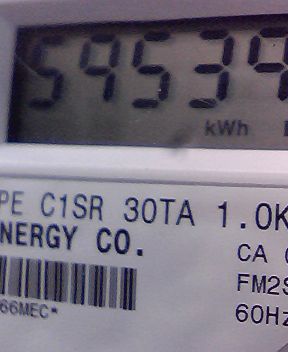 59539
kWh
PE C1SR 30TA 1.0K
NERGY CO.
CA
FM2S
66MEC*
60Hz